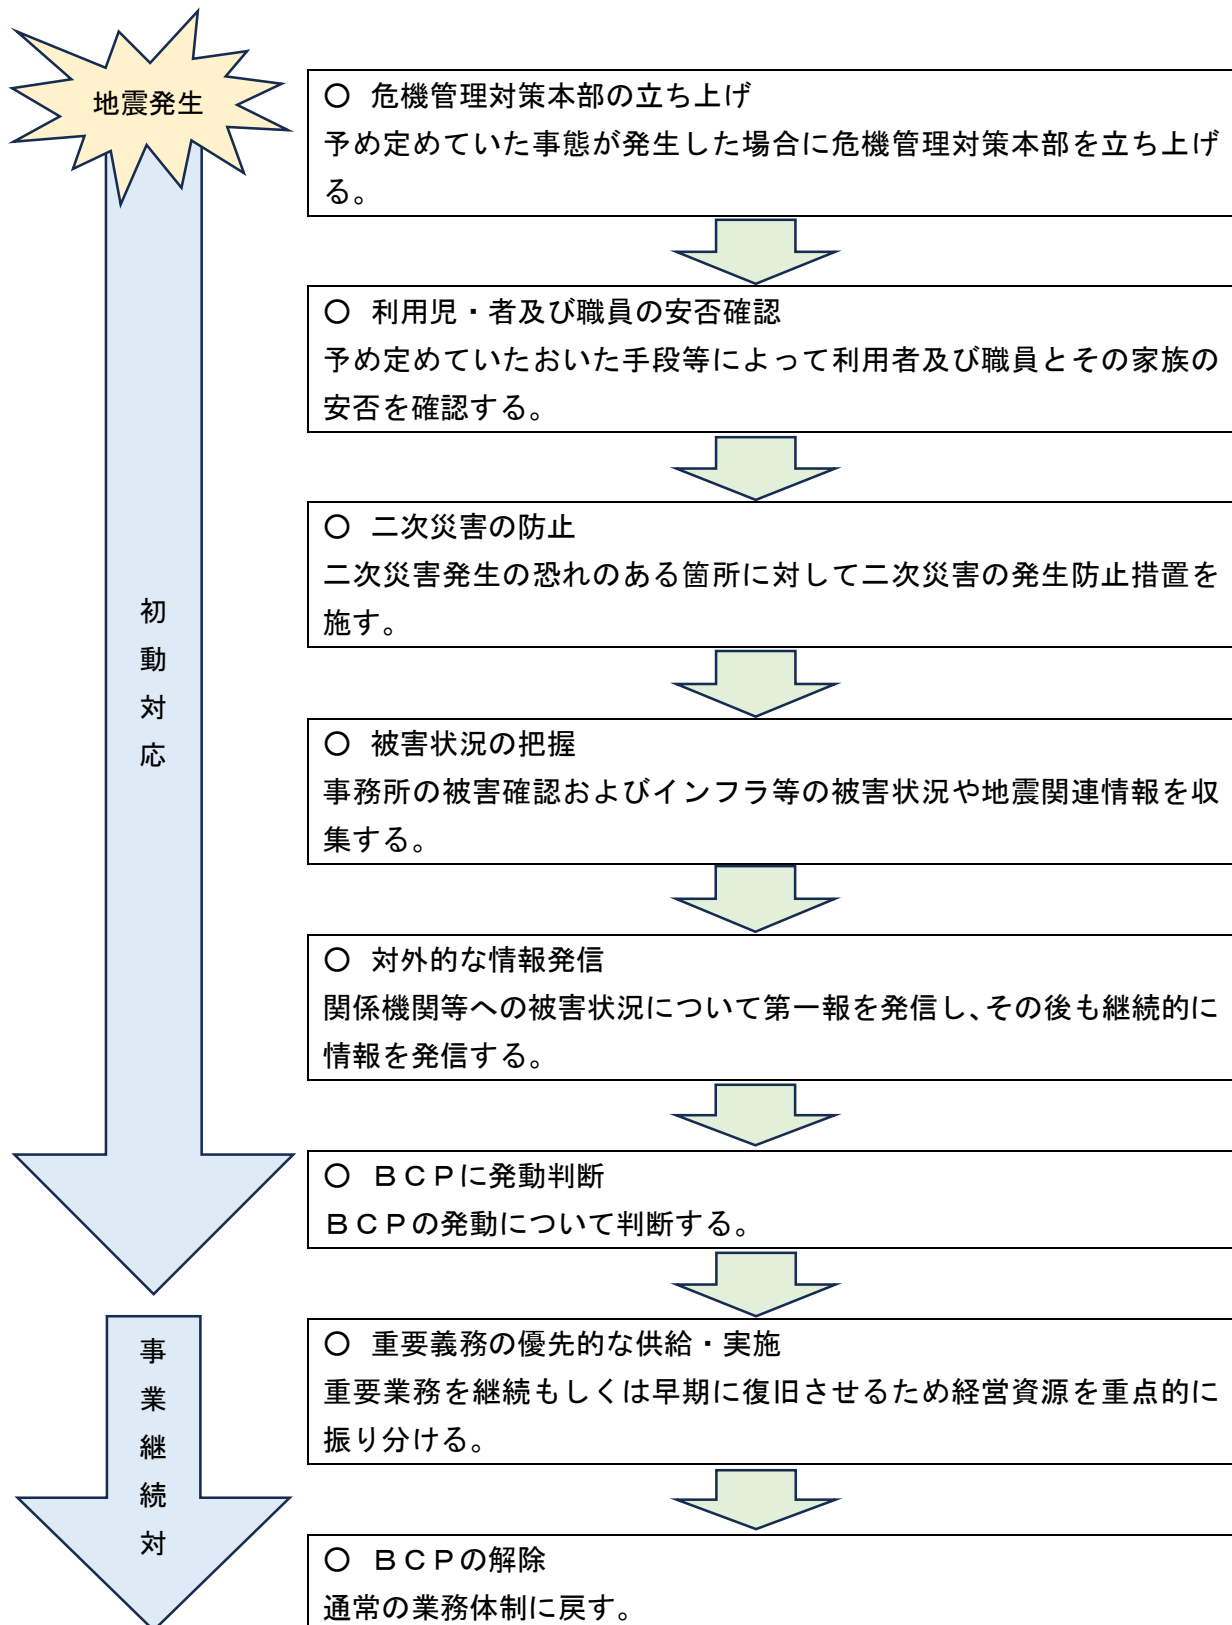 地震発生
〇 危機管理対策本部の立ち上げ
予め定めていた事態が発生した場合に危機管理対策本部を立ち上げ
る。
〇 利用児・者及び職員の安否確認
予め定めていたおいた手段等によって利用者及び職員とその家族の
安否を確認する。
〇 二次災害の防止
二次災害発生の恐れのある箇所に対して二次災害の発生防止措置を
施す。
初動対応
〇 被害状況の把握
事務所の被害確認およびインフラ等の被害状況や地震関連情報を収
集する。
〇 対外的な情報発信
関係機関等への被害状況について第一報を発信し、その後も継続的に
情報を発信する。
〇 ＢＣＰに発動判断
ＢＣＰの発動について判断する。
事業継続対
〇 重要義務の優先的な供給・実施
重要業務を継続もしくは早期に復旧させるため経営資源を重点的に
振り分ける。
〇 ＢＣＰの解除
通常の業務体制に戻す。